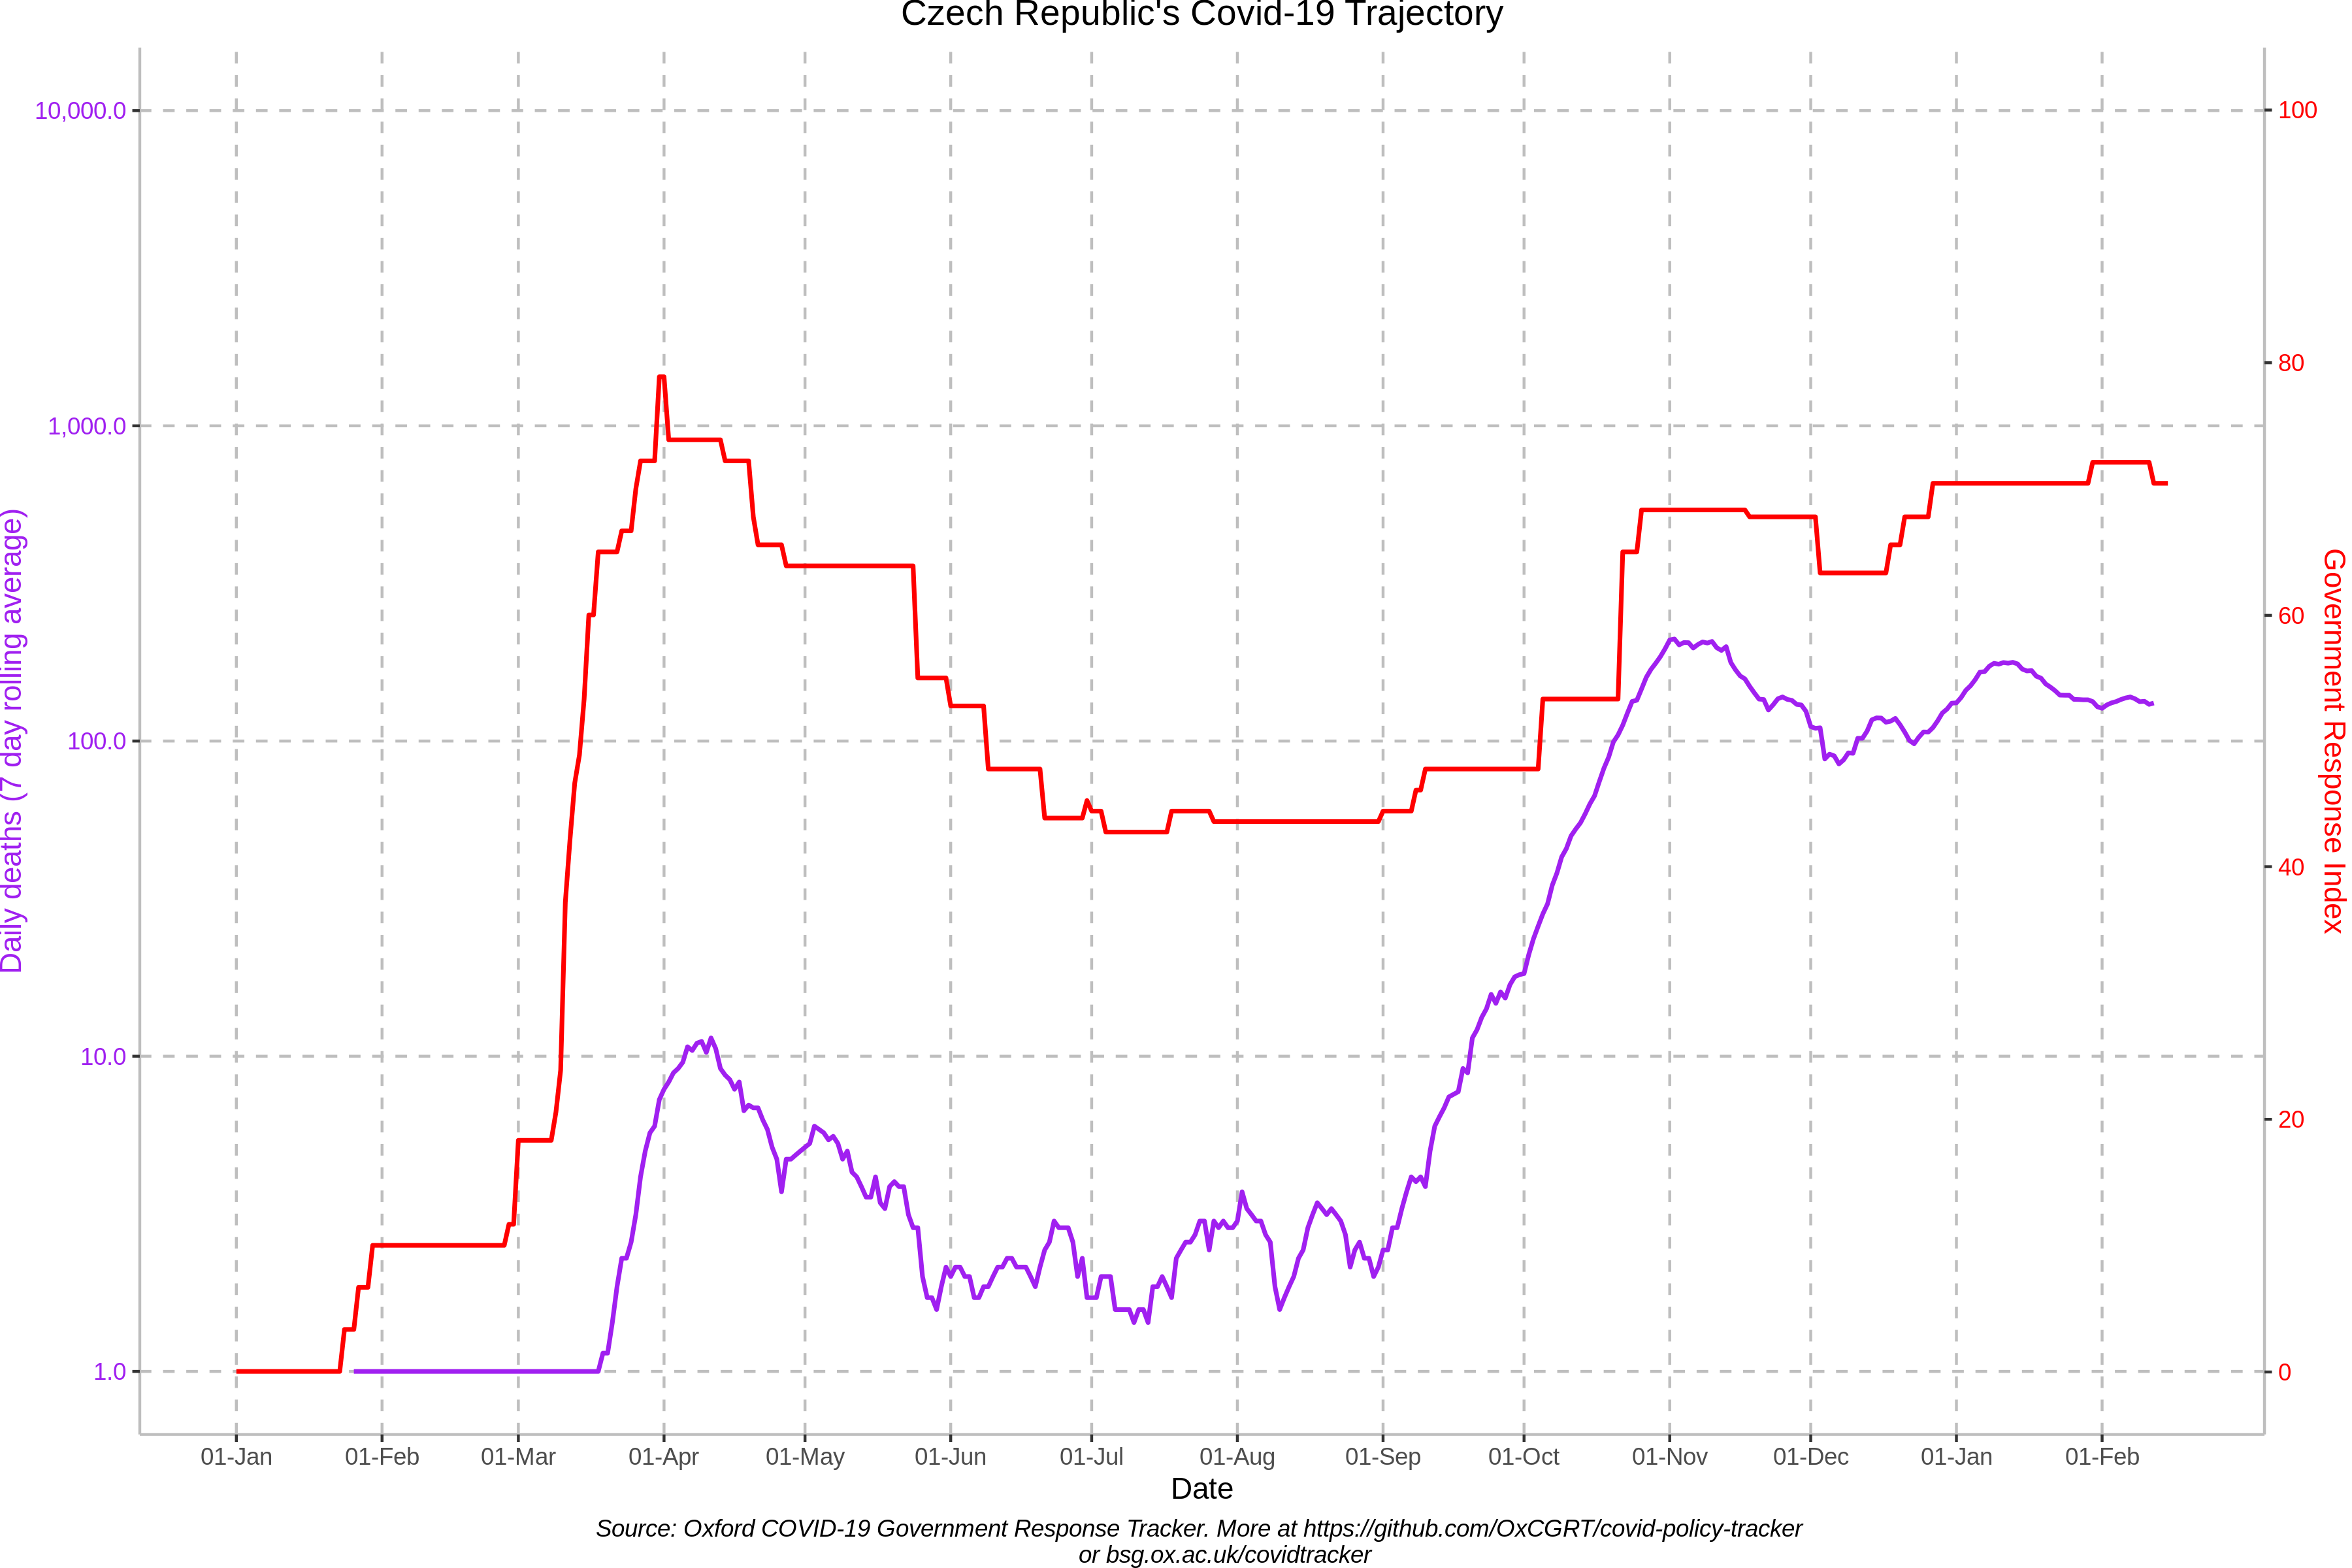 Czech Republic's Covid-19 Trajectory
10,000.0
1,000.0
100.0
10.0
1.0
Daily deaths (7 day rolling average)
100
80
60
40
20
0
Government Response Index
01-Jan 01-Feb 01-Mar 01-Apr 01-May 01-Jun 01-Jul 01-Aug 01-Sep 01-Oct 01-Nov 01-Dec 01-Jan 01-Feb
Date
Source: Oxford COVID-19 Government Response Tracker. More at https://github.com/OxCGRT/covid-policy-tracker
or bsg.ox.ac.uk/covidtracker